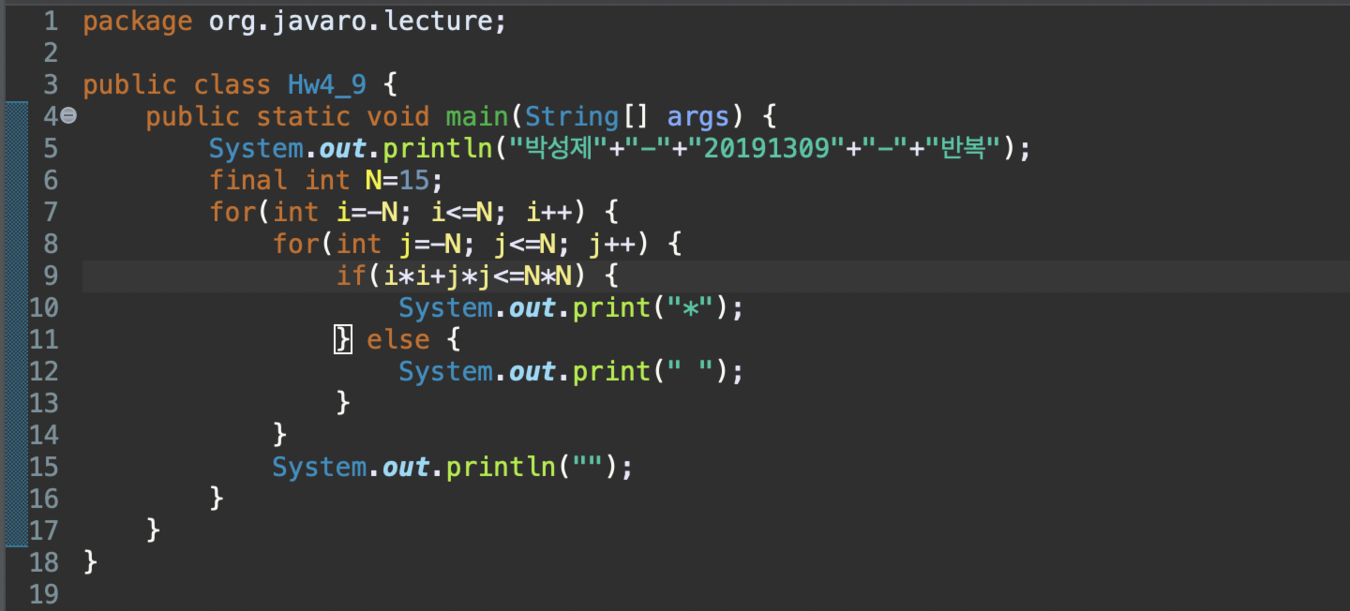 1 package org.javaro.lecture;
2
3 public class Hw4_9 {
4     public static void main(String[] args) {
5         System.out.println("박성제"+"-"+"20191309"+"-"+"반복");
6         final int N=15;
7         for(int i=-N; i<=N; i++) {
8             for(int j=-N; j<=N; j++) {
9                 if(i*i+j*j<=N*N) {
10                     System.out.print("*");
11                 } else {
12                     System.out.print(" ");
13                 }
14             }
15             System.out.println("");
16         }
17     }
18 }
19